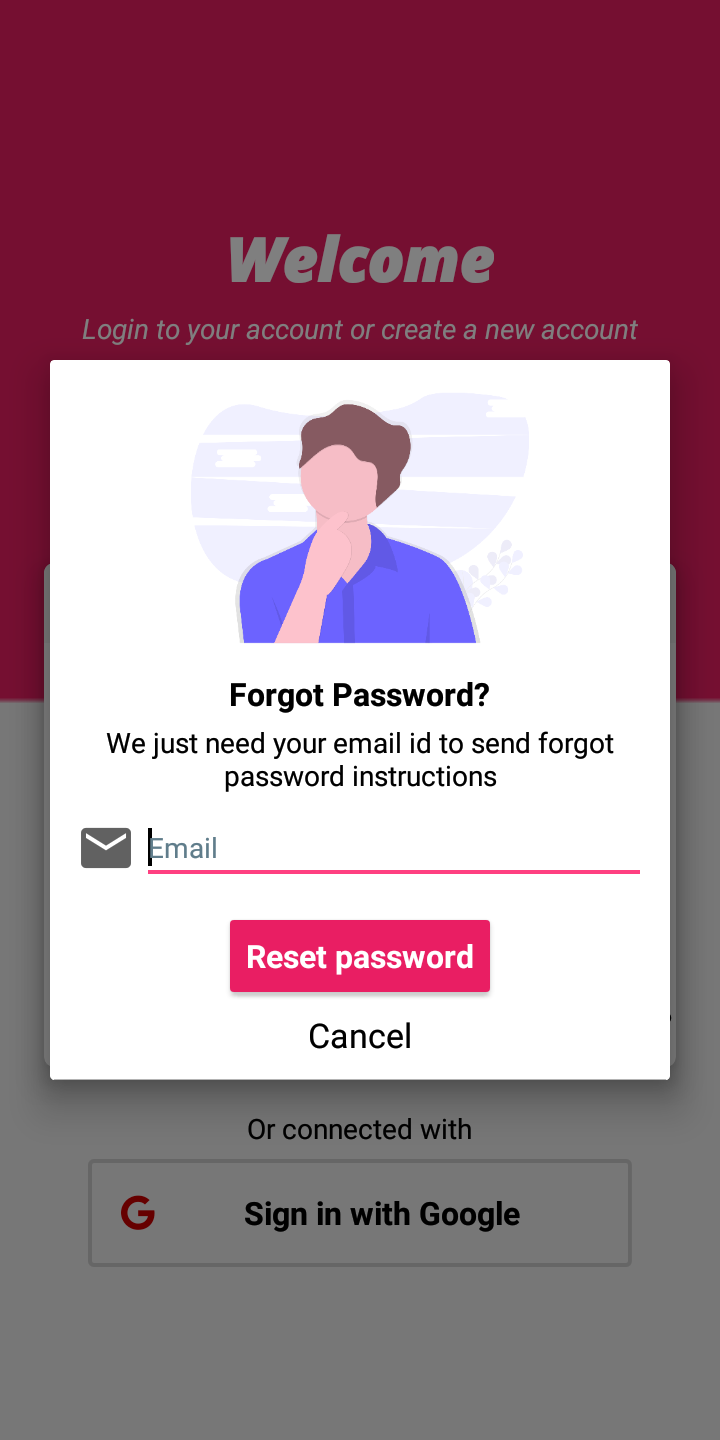 Welcome
Login to your account or create a new account
Forgot Password?
We just need your email id to send forgot
password instructions
Email
Reset password
Cancel
Or connected with
G
Sign in with Google